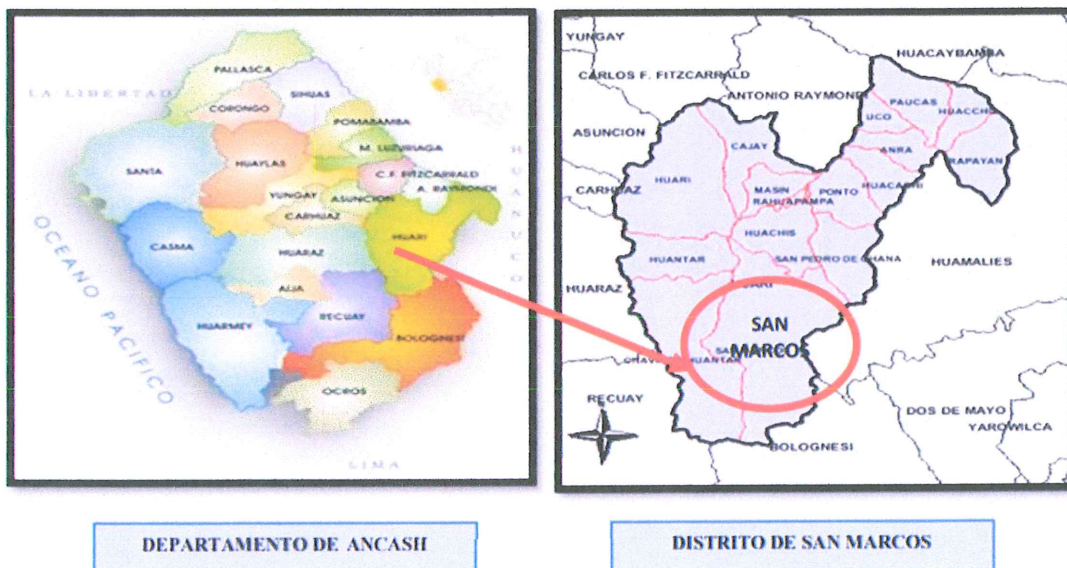 PALLASCA
LA LIBERTAD
SIHUAS
CORONGO
POMABAMBA
M. LUZURIAGA
SANTA
HUAYLAS
C.F. FITZCARRALD
A. RAYMONDI
YUNGAY
ASUNCION
CARHUAZ
HUANUCO
HUARI
CASMA
HUARAZ
OCEANO PACIFICO
AIJA
RECUAY
HUARMEY
BOLOGNESI
OCROS
LIMA
DEPARTAMENTO DE ANCASH
YUNGAY
HUACAYBAMBA
CARLOS F. FITZCARRALD
ANTONIO RAYMONDI
PAUCAS
UCO
HUACCHIS
ASUNCION
CAJAY
ANRA
RAPAYAN
HUARI
CARHUAZ
MASIN
PONTO
HUACACHI
RAHUAPAMPA
HUACHIS
HUANTAR
SAN PEDRO DE CHANA
HUAMALIES
HUARAZ
SAN
MARCOS
HUANTAR
RECUAY
DOS DE MAYO
YAROWILCA
BOLOGNESI
DISTRITO DE SAN MARCOS